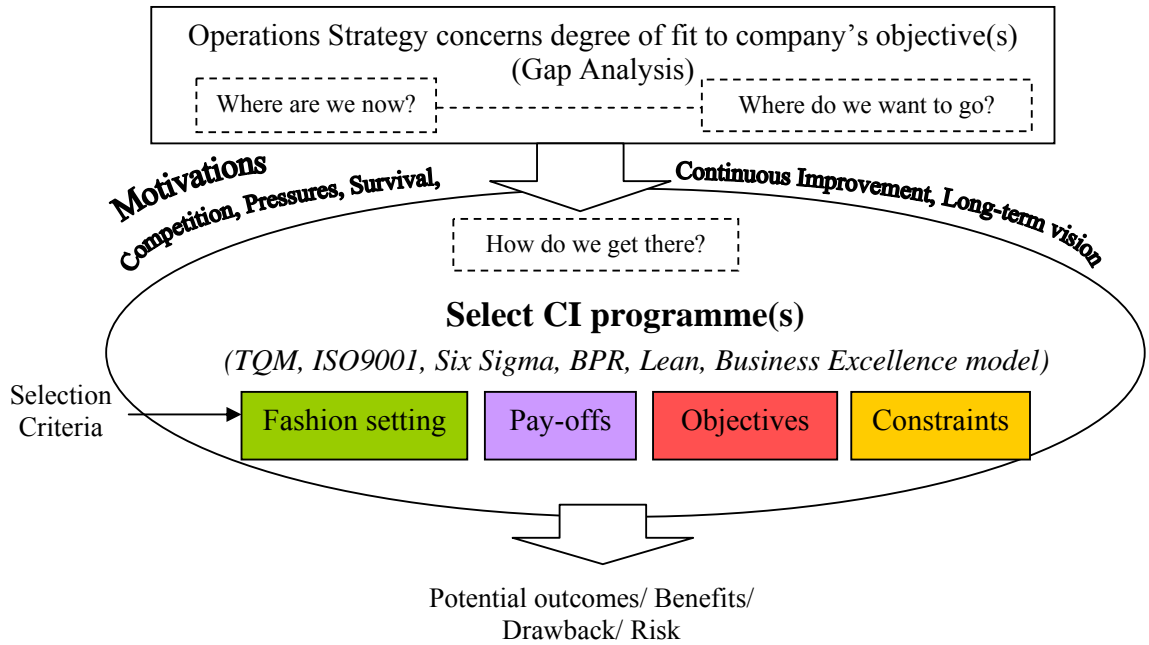 Operations Strategy concerns degree of fit to company’s objective(s)
(Gap Analysis)
Where are we now?
Where do we want to go?
Motivations
Competition, Pressures, Survival,
Continuous Improvement, Long-term vision
How do we get there?
Select CI programme(s)
(TQM, ISO9001, Six Sigma, BPR, Lean, Business Excellence model)
Selection
Criteria
Fashion setting
Pay-offs
Objectives
Constraints
Potential outcomes/ Benefits/
Drawback/ Risk